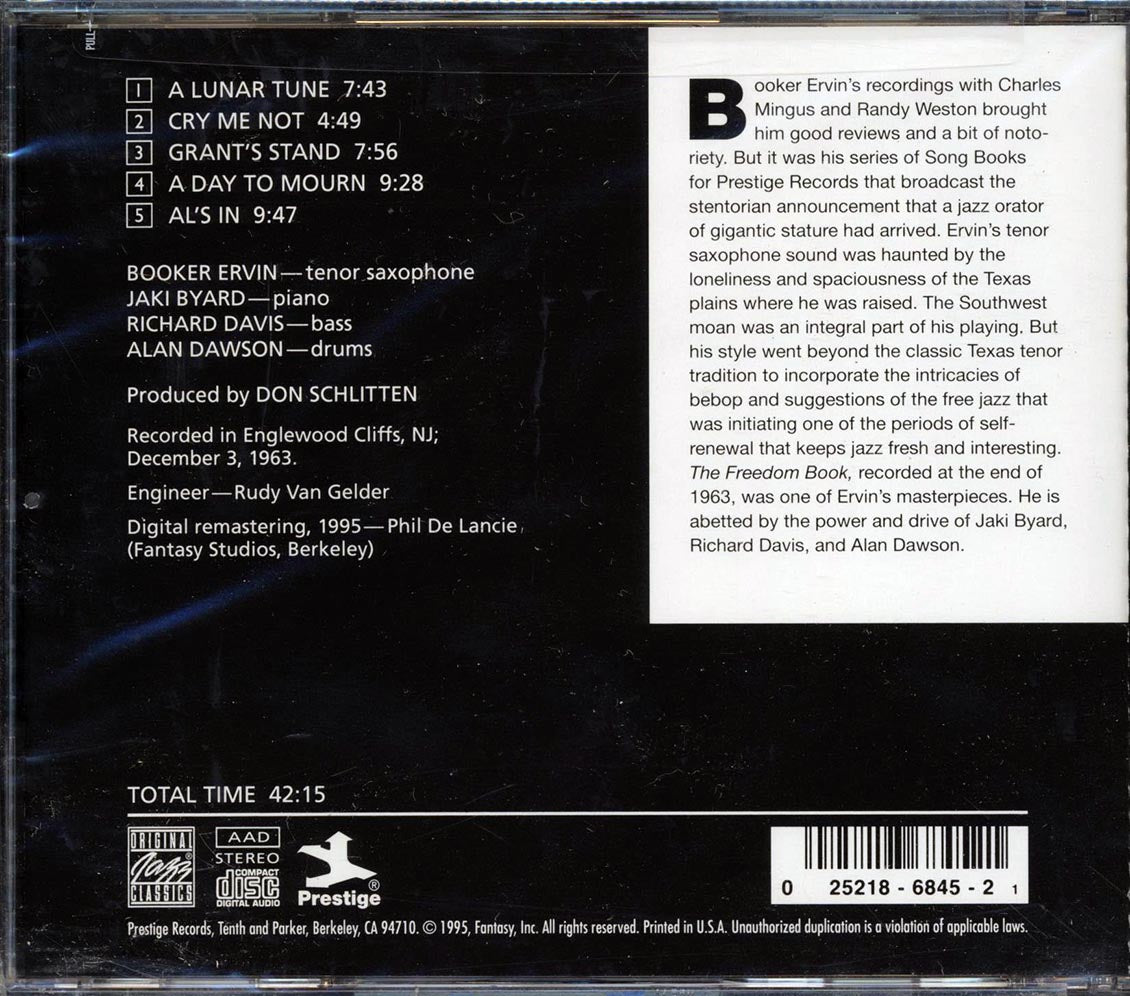 PULL
1 A LUNAR TUNE 7:43
2 CRY ME NOT 4:49
3 GRANT'S STAND 7:56
4 A DAY TO MOURN 9:28
5 AL'S IN 9:47
BOOKER ERVIN—tenor saxophone
JAKI BYARD—piano
RICHARD DAVIS—bass
ALAN DAWSON—drums
Produced by DON SCHLITTEN
Recorded in Englewood Cliffs, NJ;
December 3, 1963.
Engineer—Rudy Van Gelder
Digital remastering, 1995—Phil De Lancie
(Fantasy Studios, Berkeley)
Booker Ervin's recordings with Charles
Mingus and Randy Weston brought
him good reviews and a bit of noto-
riety. But it was his series of Song Books
for Prestige Records that broadcast the
stentorian announcement that a jazz orator
of gigantic stature had arrived. Ervin's tenor
saxophone sound was haunted by the
loneliness and spaciousness of the Texas
plains where he was raised. The Southwest
moan was an integral part of his playing. But
his style went beyond the classic Texas tenor
tradition to incorporate the intricacies of
bebop and suggestions of the free jazz that
was initiating one of the periods of self-
renewal that keeps jazz fresh and interesting.
The Freedom Book, recorded at the end of
1963, was one of Ervin's masterpieces. He is
abetted by the power and drive of Jaki Byard,
Richard Davis, and Alan Dawson.
TOTAL TIME 42:15
ORIGINAL
Jazz®
CLASSICS
AAD
STEREO
COMPACT
disc
DIGITAL AUDIO
Prestige®
0 25218-6845-2 1
Prestige Records, Tenth and Parker, Berkeley, CA 94710. © 1995, Fantasy, Inc. All rights reserved. Printed in U.S.A. Unauthorized duplication is a violation of applicable laws.